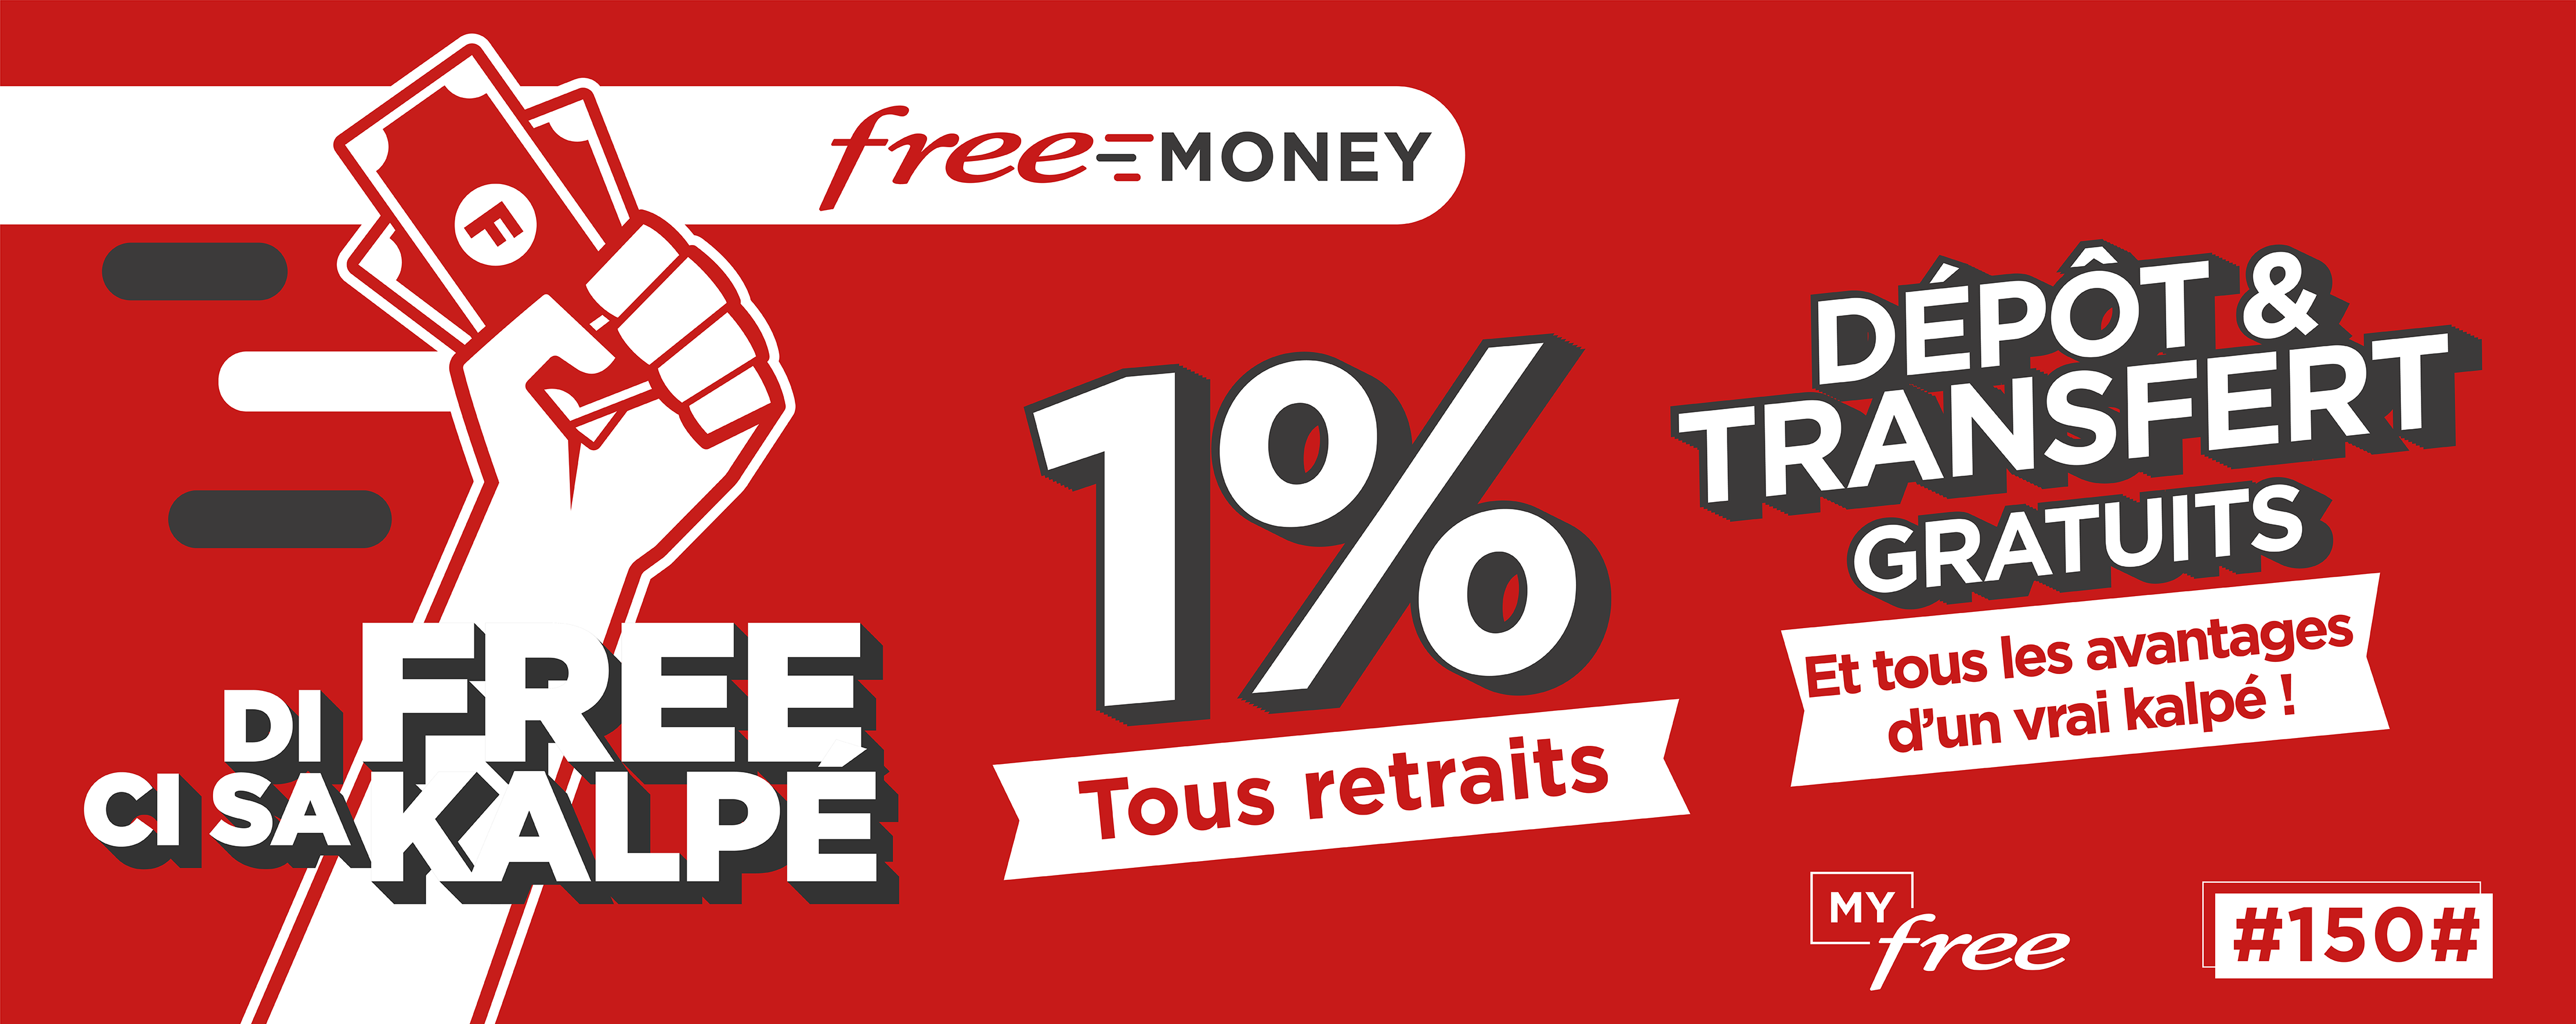 free MONEY
F
DI FREE
CI SA KALPÉ
1%
Tous retraits
DÉPÔT &
TRANSFERT
GRATUITS
Et tous les avantages
d'un vrai kalpé !
MY
free
#150#